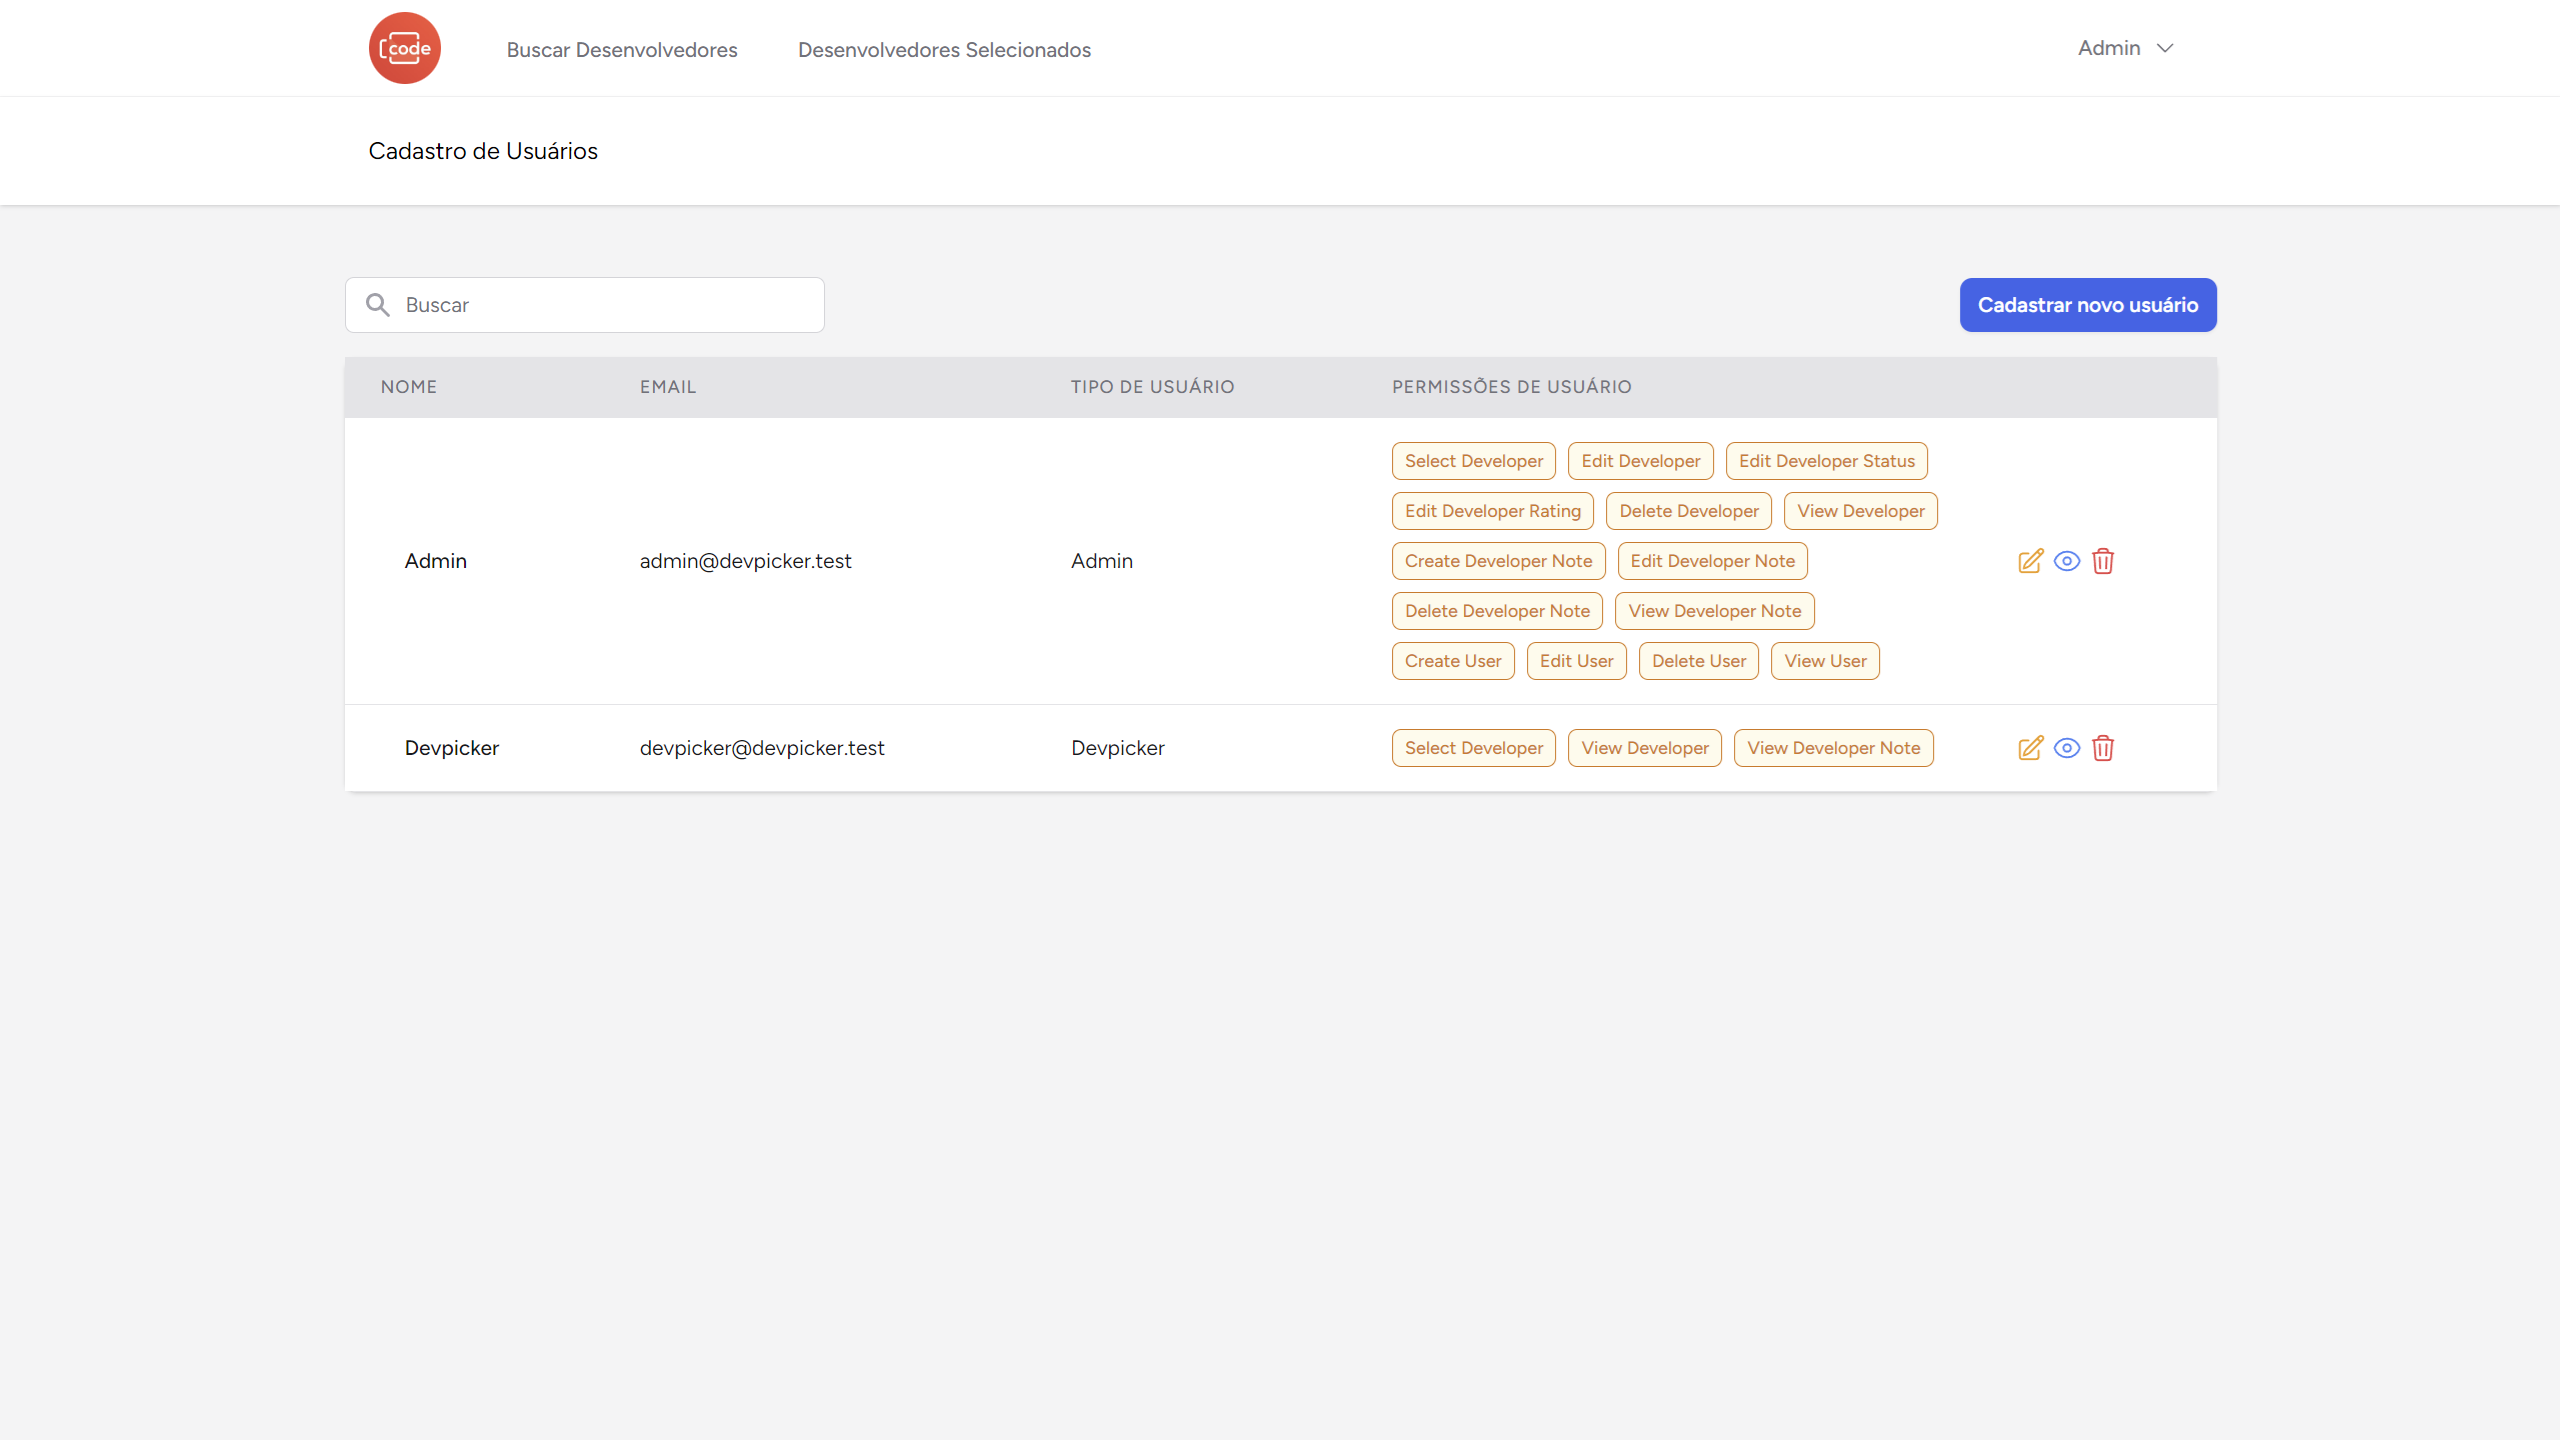 code
Buscar Desenvolvedores
Desenvolvedores Selecionados
Admin
Cadastro de Usuários
Buscar
Cadastrar novo usuário
NOME EMAIL TIPO DE USUÁRIO PERMISSÕES DE USUÁRIO
Select Developer Edit Developer Edit Developer Status
Edit Developer Rating Delete Developer View Developer
Admin admin@devpicker.test Admin Create Developer Note Edit Developer Note
Delete Developer Note View Developer Note
Create User Edit User Delete User View User
Devpicker devpicker@devpicker.test Devpicker Select Developer View Developer View Developer Note